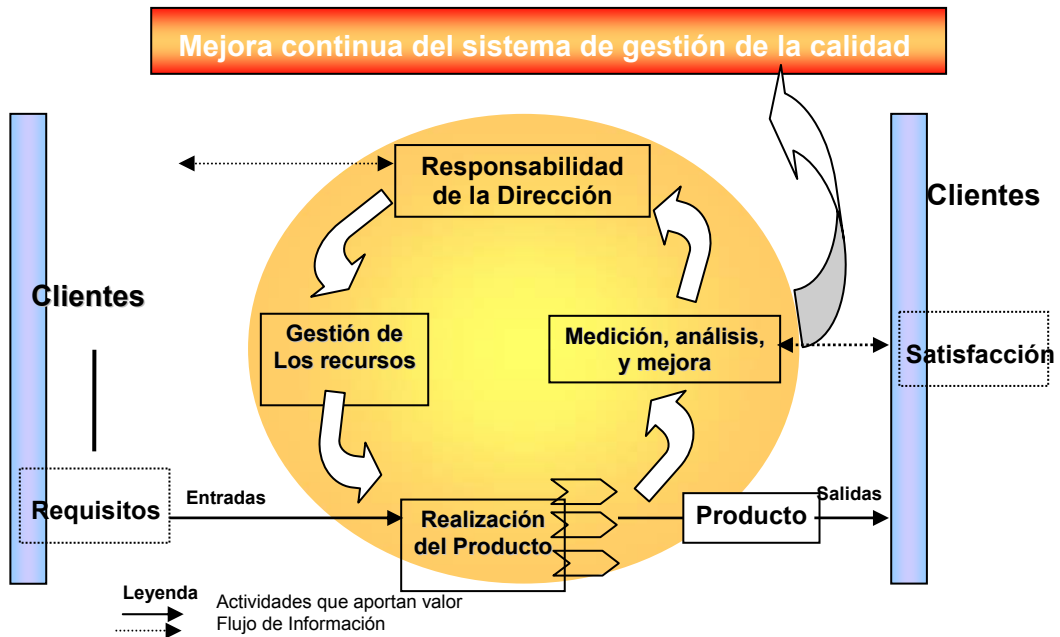 Mejora continua del sistema de gestión de la calidad
Responsabilidad
de la Dirección
Clientes
Clientes
Gestión de
Los recursos
Medición, análisis,
y mejora
Satisfacción
Requisitos
Entradas
Realización
del Producto
Producto
Salidas
Leyenda
Actividades que aportan valor
Flujo de Información